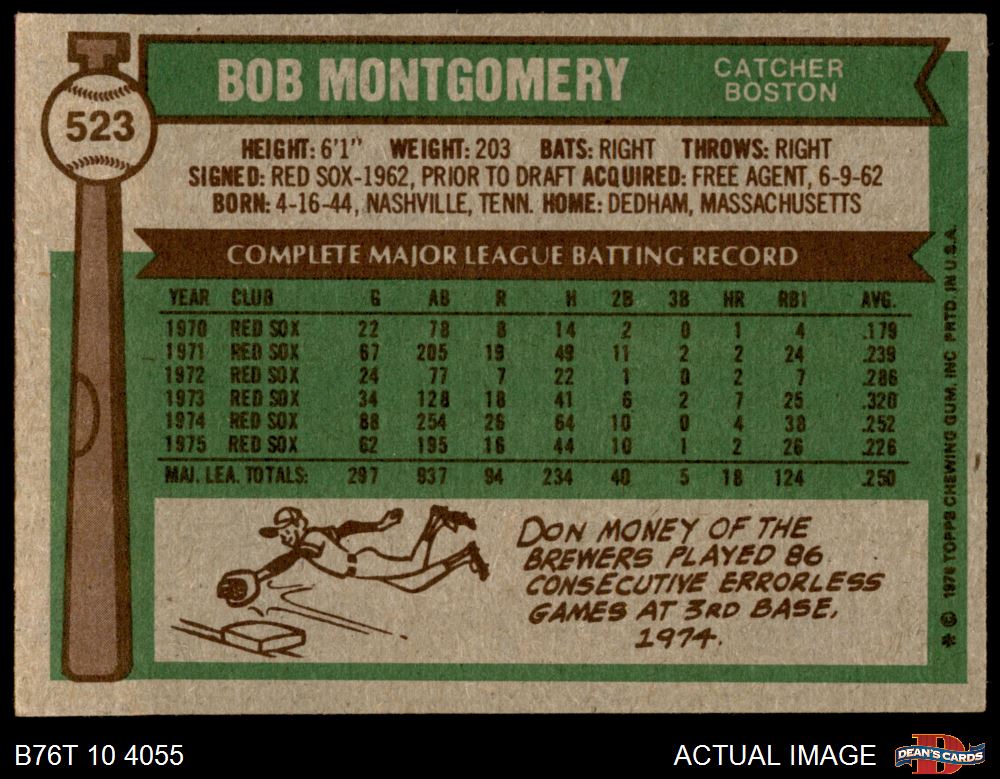 523
BOB MONTGOMERY
CATCHER
BOSTON
HEIGHT: 6'1" WEIGHT: 203 BATS: RIGHT THROWS: RIGHT
SIGNED: RED SOX-1962, PRIOR TO DRAFT ACQUIRED: FREE AGENT, 6-9-62
BORN: 4-16-44, NASHVILLE, TENN. HOME: DEDHAM, MASSACHUSETTS
COMPLETE MAJOR LEAGUE BATTING RECORD
YEAR CLUB G AB R H 2B 3B HR RBI AVG.
1970 RED SOX 22 78 8 14 2 0 1 4 .179
1971 RED SOX 67 205 19 49 11 2 2 24 .239
1972 RED SOX 24 77 7 22 1 0 2 7 .286
1973 RED SOX 34 128 18 41 6 2 7 25 .320
1974 RED SOX 88 254 26 64 10 0 4 38 .252
1975 RED SOX 62 195 16 44 10 1 2 26 .226
MAJ. LEA. TOTALS: 297 937 94 234 40 5 18 124 .250
DON MONEY OF THE
BREWERS PLAYED 86
CONSECUTIVE ERRORLESS
GAMES AT 3RD BASE,
1974.
* © 1976 TOPPS CHEWING GUM, INC PRTD. IN U.S.A.
B76T 10 4055
ACTUAL IMAGE
DEAN'S CARDS